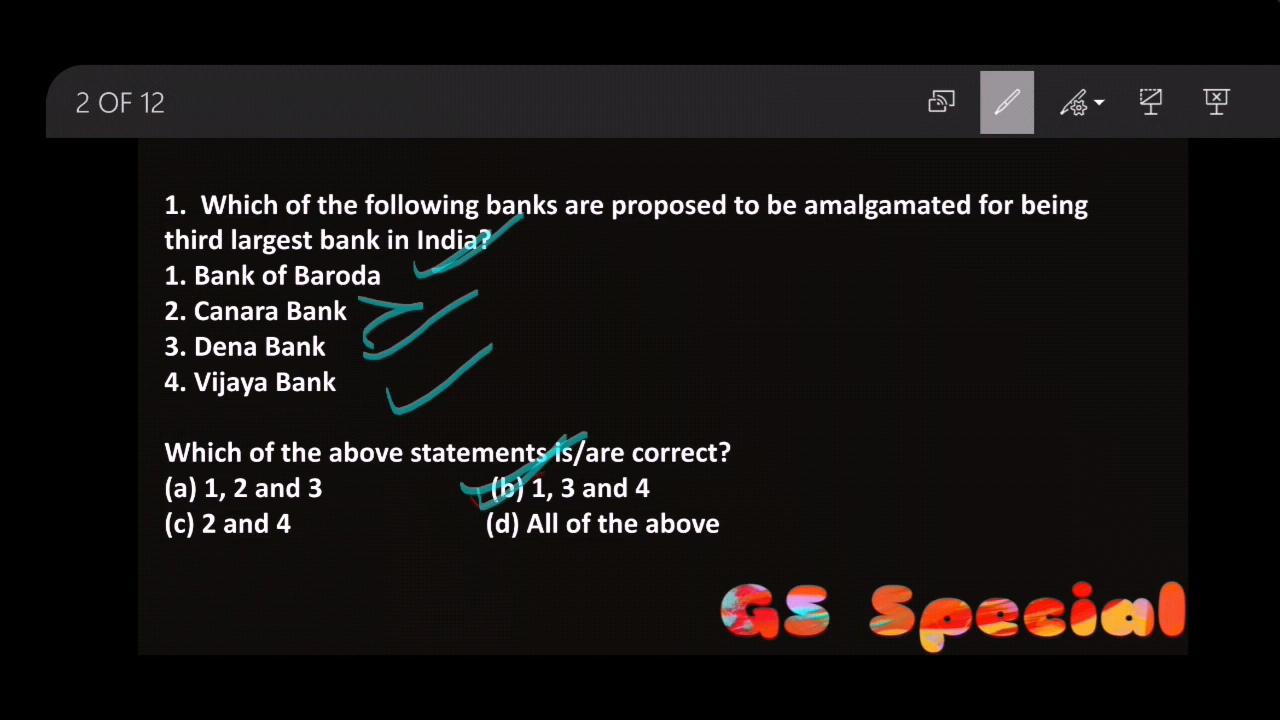 2 OF 12
1. Which of the following banks are proposed to be amalgamated for being
third largest bank in India?
1. Bank of Baroda
2. Canara Bank
3. Dena Bank
4. Vijaya Bank
Which of the above statements is/are correct?
(a) 1, 2 and 3 (b) 1, 3 and 4
(c) 2 and 4 (d) All of the above
GS Special